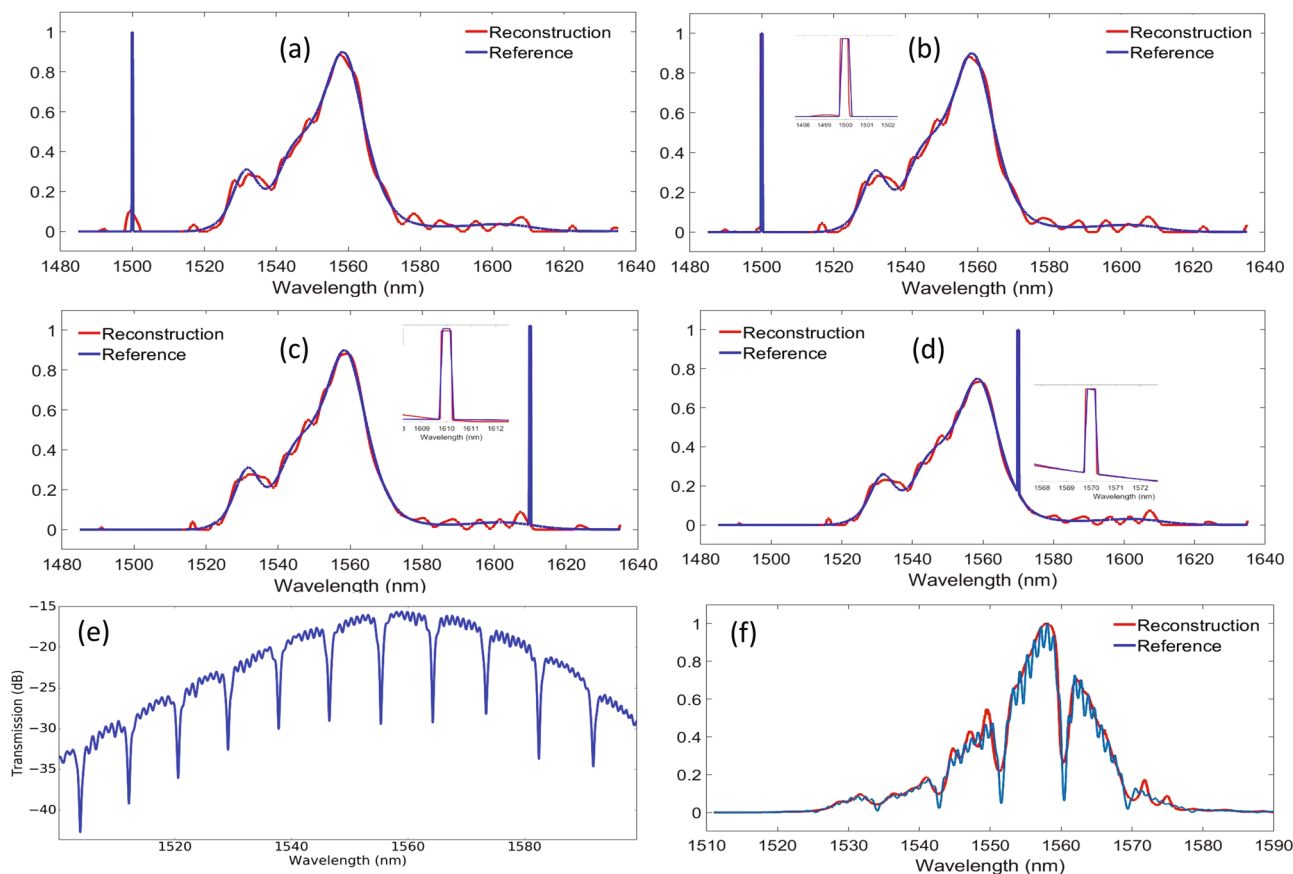 (a)
Reconstruction
Reference
1
0.8
0.6
0.4
0.2
0
1480 1500 1520 1540 1560 1580 1600 1620 1640
Wavelength (nm)
(b)
Reconstruction
Reference
1
0.8
0.6
0.4
0.2
0
1498 1499 1500 1501 1502
1480 1500 1520 1540 1560 1580 1600 1620 1640
Wavelength (nm)
(c)
Reconstruction
Reference
1
0.8
0.6
0.4
0.2
0
1609 1610 1611 1612
Wavelength (nm)
1480 1500 1520 1540 1560 1580 1600 1620 1640
Wavelength (nm)
(d)
Reconstruction
Reference
1
0.8
0.6
0.4
0.2
0
1568 1569 1570 1571 1572
Wavelength (nm)
1480 1500 1520 1540 1560 1580 1600 1620 1640
Wavelength (nm)
(e)
Transmission (dB)
−15
−20
−25
−30
−35
−40
1520 1540 1560 1580
Wavelength (nm)
(f)
Reconstruction
Reference
1
0.8
0.6
0.4
0.2
0
1510 1520 1530 1540 1550 1560 1570 1580 1590
Wavelength (nm)